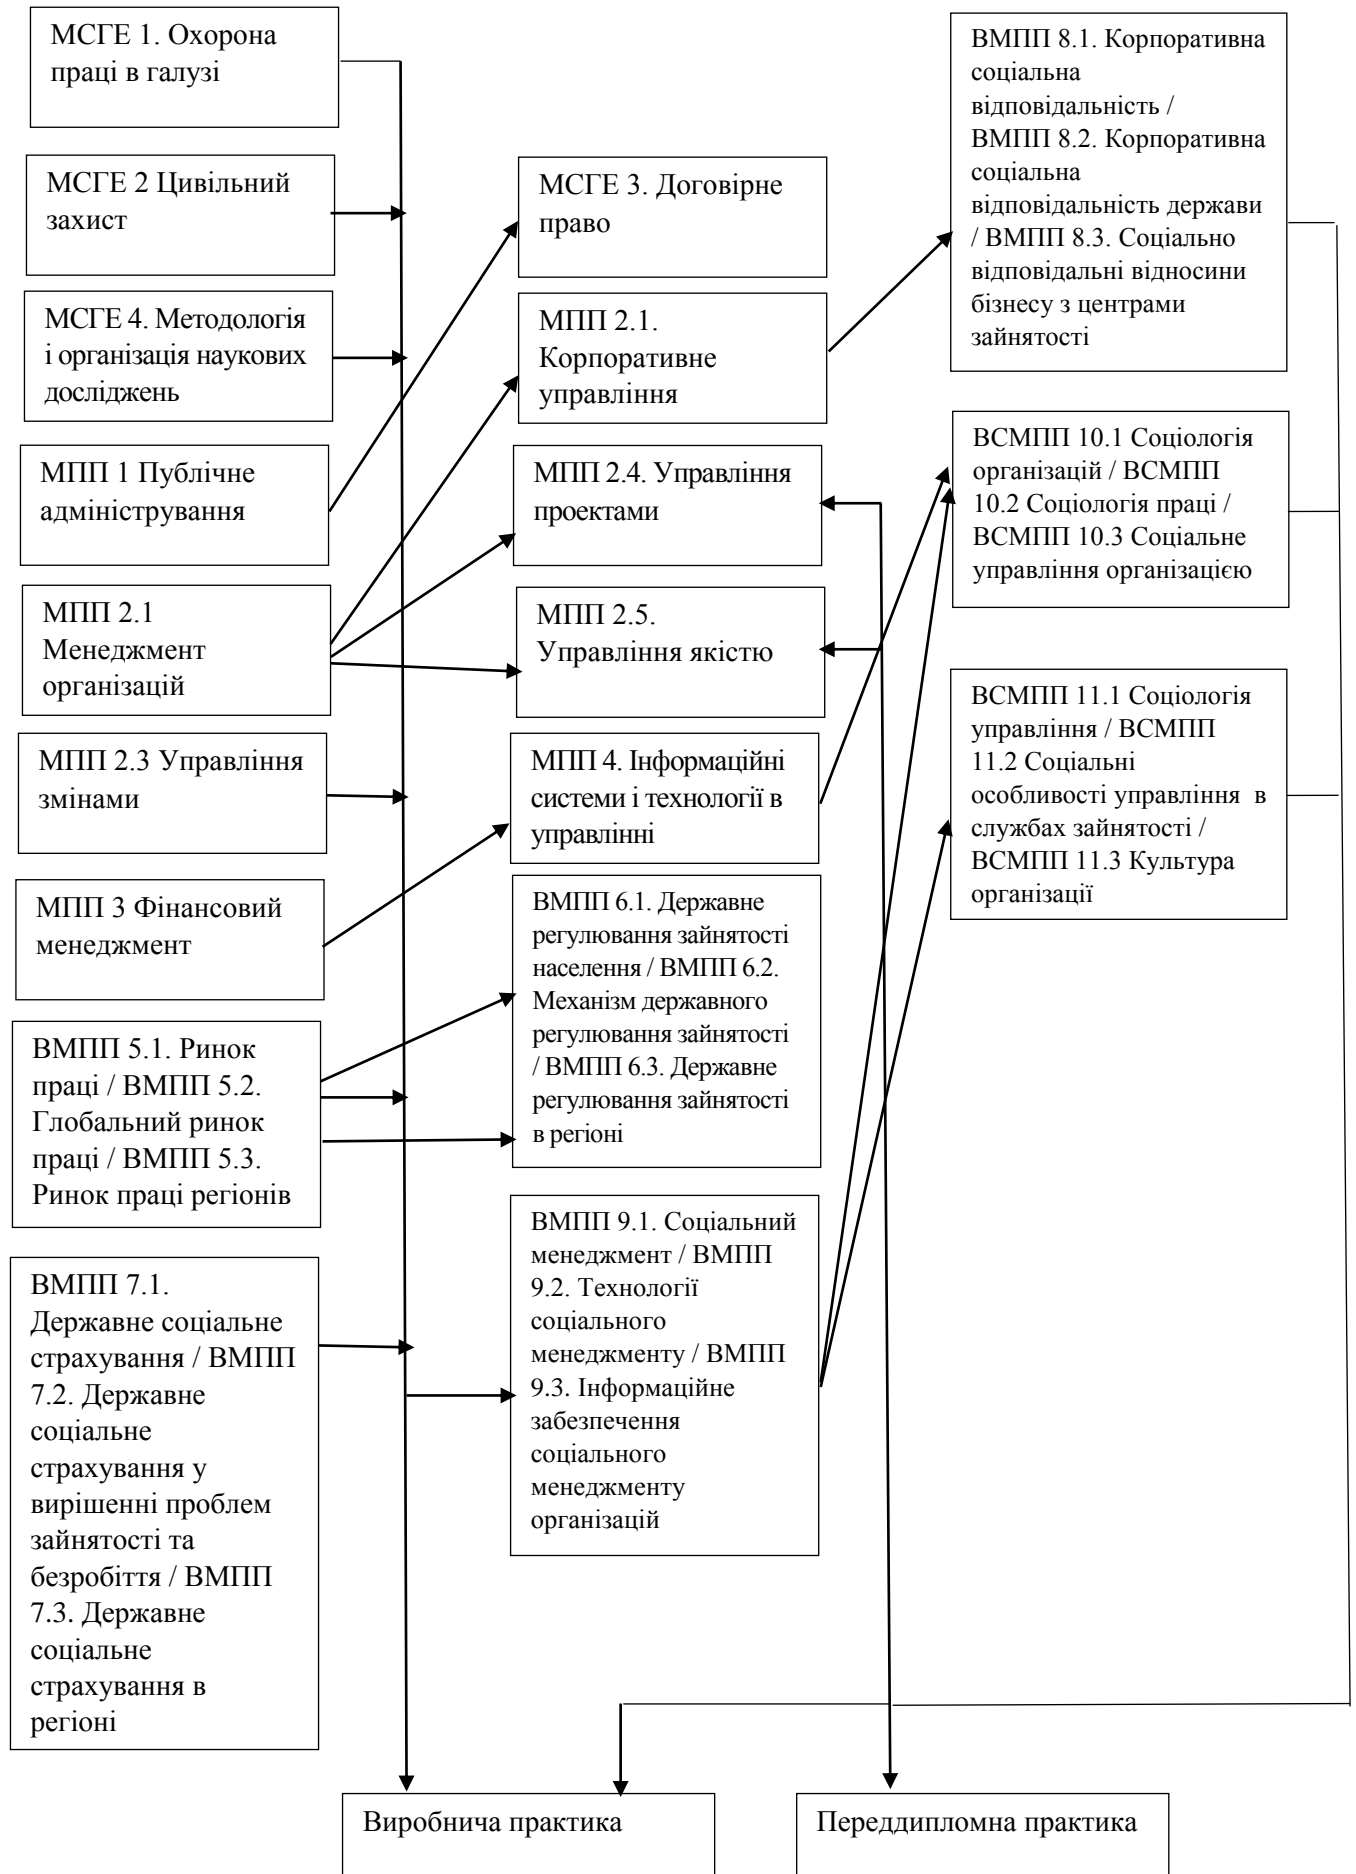 МСГЕ 1. Охорона
праці в галузі
МСГЕ 2 Цивільний
захист
МСГЕ 4. Методологія
і організація наукових
досліджень
МПП 1 Публічне
адміністрування
МПП 2.1
Менеджмент
організацій
МПП 2.3 Управління
змінами
МПП 3 Фінансовий
менеджмент
ВМПП 5.1. Ринок
праці / ВМПП 5.2.
Глобальний ринок
праці / ВМПП 5.3.
Ринок праці регіонів
ВМПП 7.1.
Державне соціальне
страхування / ВМПП
7.2. Державне
соціальне
страхування у
вирішенні проблем
зайнятості та
безробіття / ВМПП
7.3. Державне
соціальне
страхування в
регіоні
МСГЕ 3. Договірне
право
МПП 2.1.
Корпоративне
управління
МПП 2.4. Управління
проектами
МПП 2.5.
Управління якістю
МПП 4. Інформаційні
системи і технології в
управлінні
ВМПП 6.1. Державне
регулювання зайнятості
населення / ВМПП 6.2.
Механізм державного
регулювання зайнятості
/ ВМПП 6.3. Державне
регулювання зайнятості
в регіоні
ВМПП 9.1. Соціальний
менеджмент / ВМПП
9.2. Технології
соціального
менеджменту / ВМПП
9.3. Інформаційне
забезпечення
соціального
менеджменту
організацій
ВМПП 8.1. Корпоративна
соціальна
відповідальність /
ВМПП 8.2. Корпоративна
соціальна
відповідальність держави
/ ВМПП 8.3. Соціально
відповідальні відносини
бізнесу з центрами
зайнятості
ВСМПП 10.1 Соціологія
організацій / ВСМПП
10.2 Соціологія праці /
ВСМПП 10.3 Соціальне
управління організацією
ВСМПП 11.1 Соціологія
управління / ВСМПП
11.2 Соціальні
особливості управління в
службах зайнятості /
ВСМПП 11.3 Культура
організації
Виробнича практика
Переддипломна практика